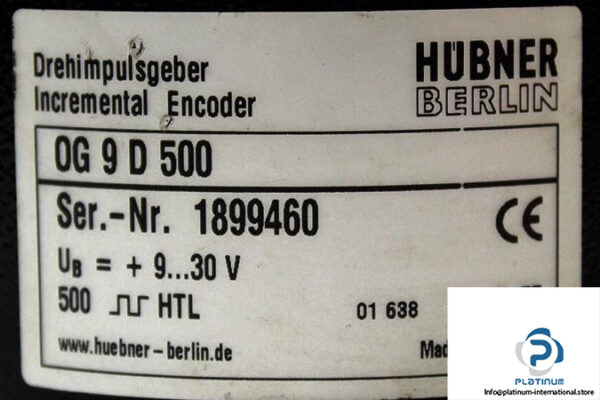 Drehimpulsgeber
Incremental Encoder
HÜBNER
BERLIN
OG 9 D 500
Ser.-Nr. 1899460
CE
UB = + 9...30 V
500 HTL
01 638
www.huebner-berlin.de
PLATINUM
Info@platinum-international.store